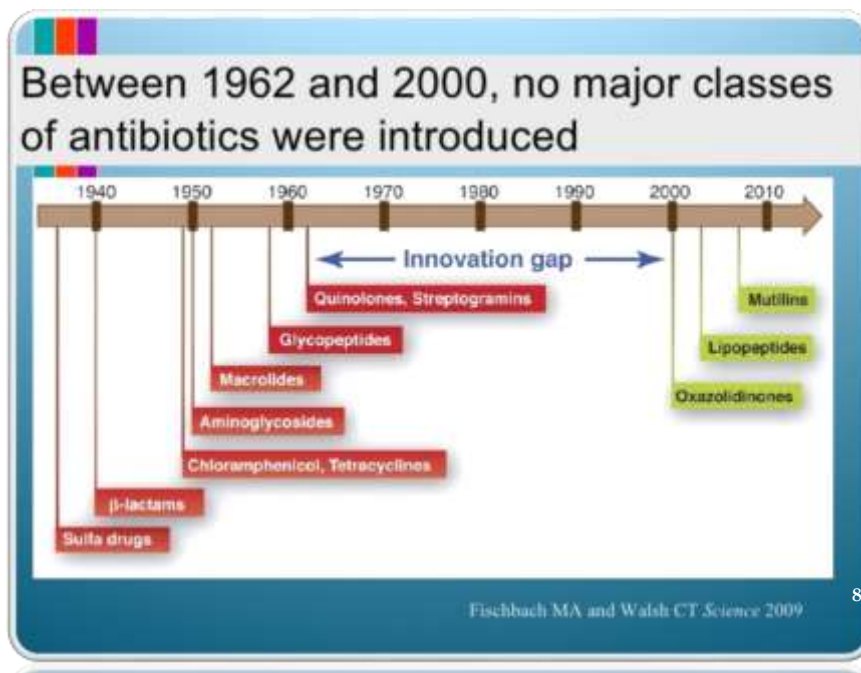 Between 1962 and 2000, no major classes
of antibiotics were introduced
1940 1950 1960 1970 1980 1990 2000 2010
Innovation gap
Quinolones, Streptogramins
Mutilins
Glycopeptides
Lipopeptides
Macrolides
Oxazolidinones
Aminoglycosides
Chloramphenicol, Tetracyclines
β-lactams
Sulfa drugs
Fischbach MA and Walsh CT Science 2009
8